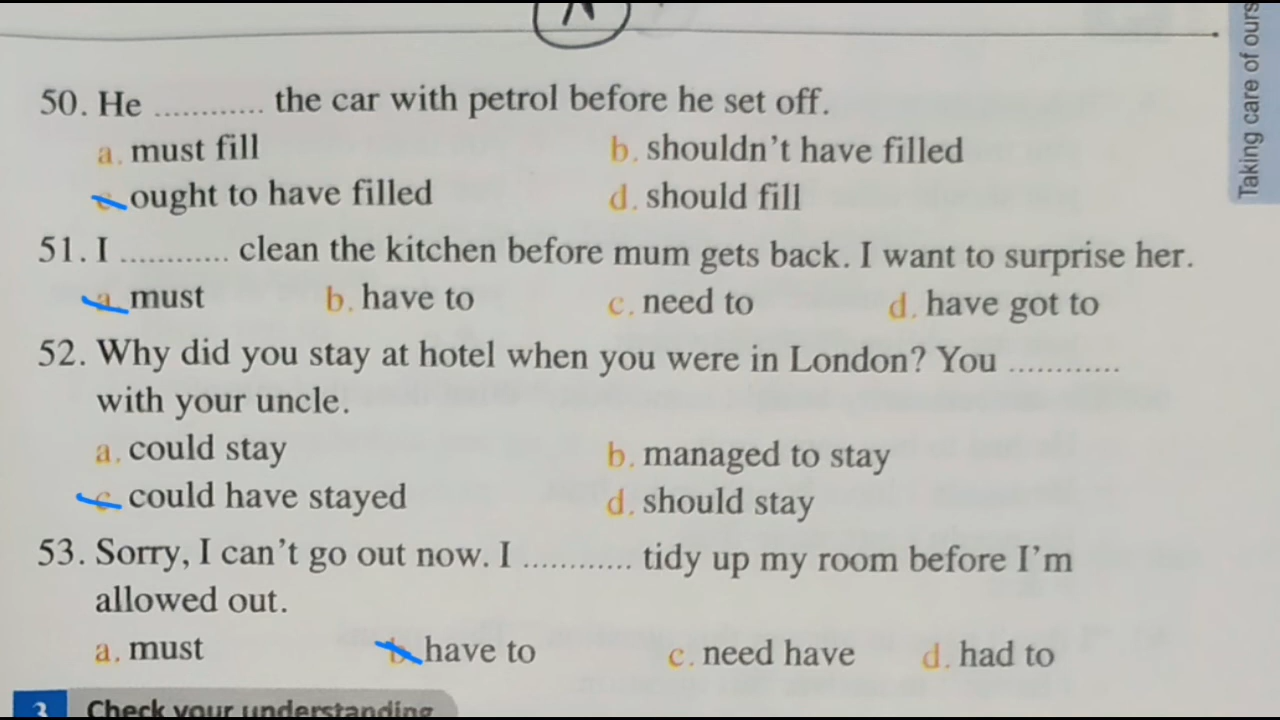 Taking care of ours
50. He ............ the car with petrol before he set off.
a. must fill b. shouldn't have filled
c. ought to have filled d. should fill
51. I ............ clean the kitchen before mum gets back. I want to surprise her.
a. must b. have to c. need to d. have got to
52. Why did you stay at hotel when you were in London? You ............
with your uncle.
a. could stay b. managed to stay
c. could have stayed d. should stay
53. Sorry, I can't go out now. I ............ tidy up my room before I'm
allowed out.
a. must b. have to c. need have d. had to
3 Check your understanding